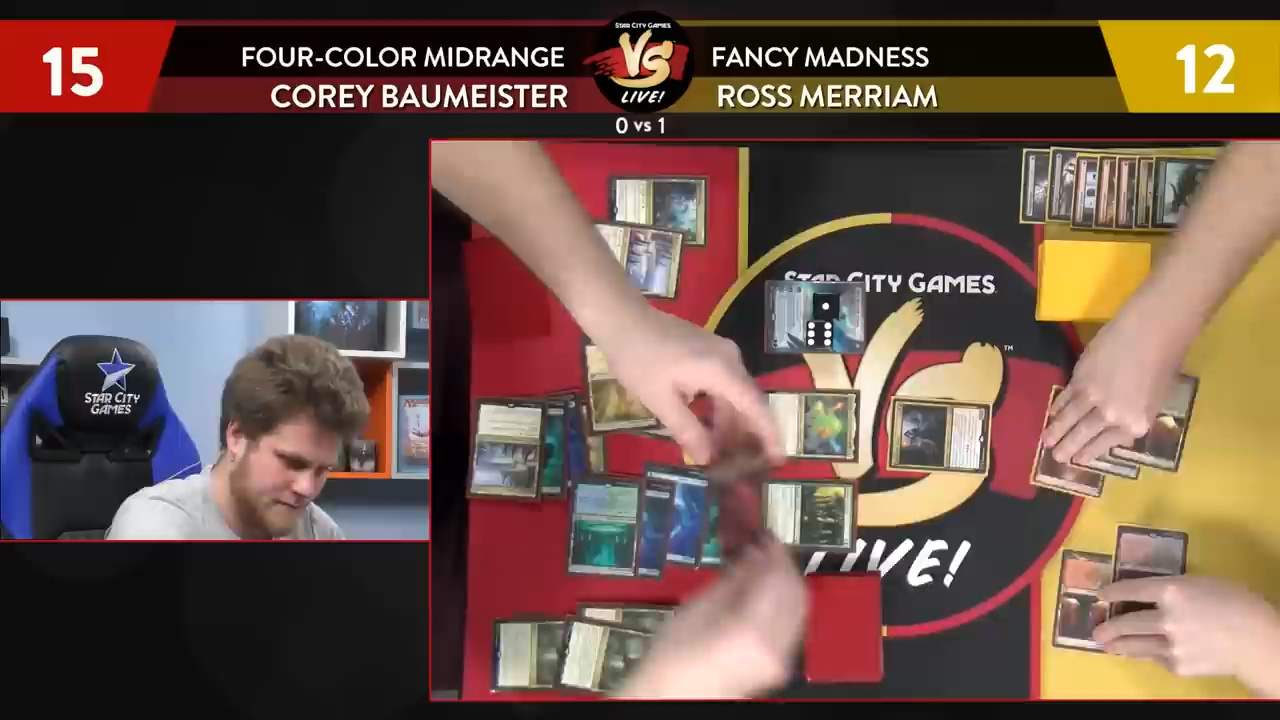 15
FOUR-COLOR MIDRANGE
COREY BAUMEISTER
STAR CITY GAMES
VS
LIVE!
FANCY MADNESS
ROSS MERRIAM
12
0 vs 1
STAR CITY GAMES
VS
LIVE!
STAR CITY
GAMES